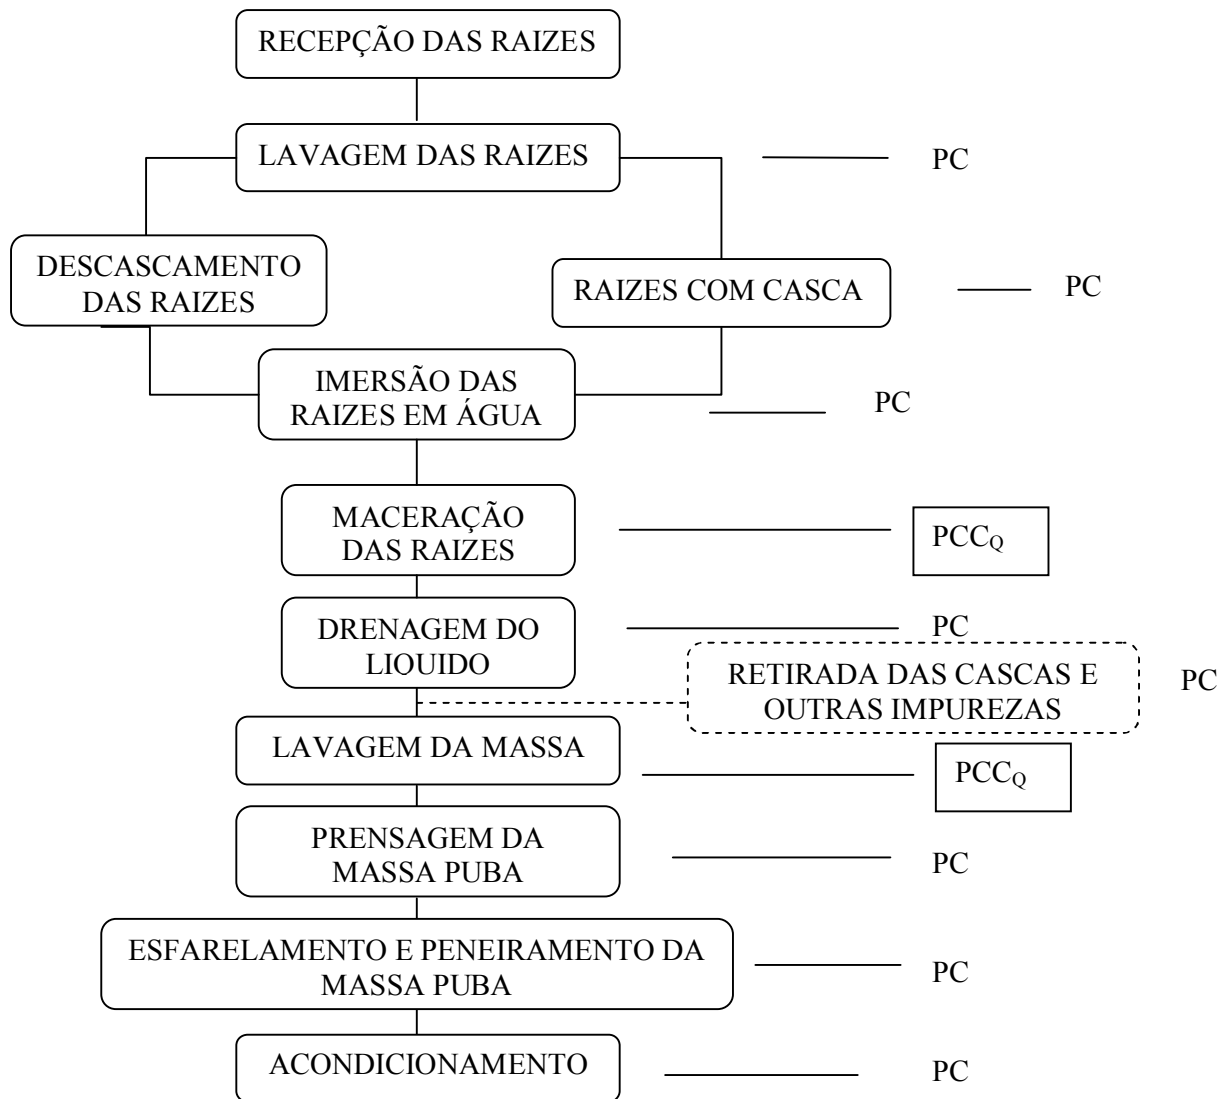 RECEPÇÃO DAS RAIZES
LAVAGEM DAS RAIZES
PC
DESCASCAMENTO
DAS RAIZES
RAIZES COM CASCA
PC
IMERSÃO DAS
RAIZES EM ÁGUA
PC
MACERAÇÃO
DAS RAIZES
PCCQ
DRENAGEM DO
LIQUIDO
PC
RETIRADA DAS CASCAS E
OUTRAS IMPUREZAS
PC
LAVAGEM DA MASSA
PCCQ
PRENSAGEM DA
MASSA PUBA
PC
ESFARELAMENTO E PENEIRAMENTO DA
MASSA PUBA
PC
ACONDICIONAMENTO
PC